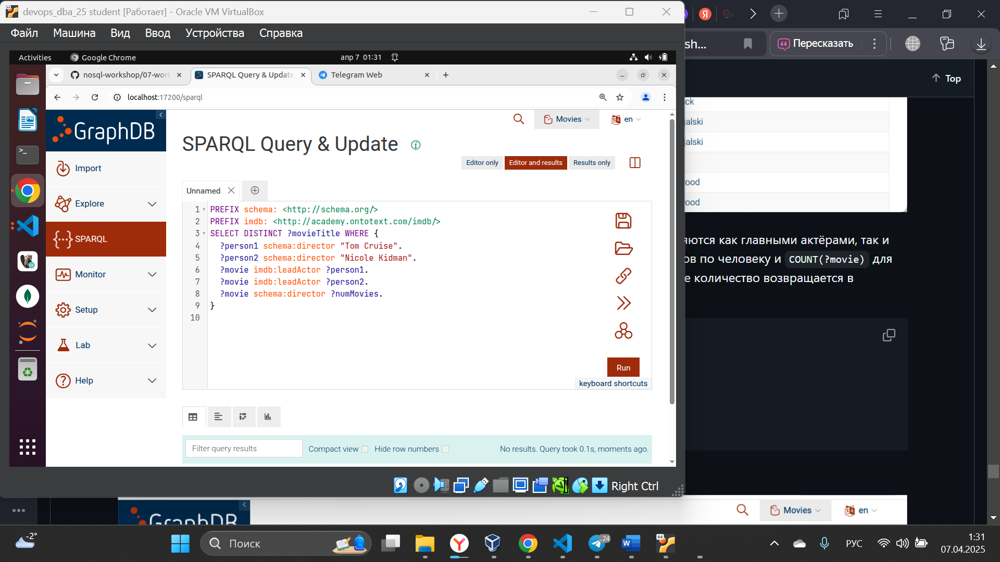 devops_dba_25 student [Работает] - Oracle VM VirtualBox
Файл Машина Вид Ввод Устройства Справка
Activities Google Chrome апр 7 01:31
nosql-workshop/07-work SPARQL Query & Update Telegram Web
localhost:17200/sparql
GraphDB
Import
Explore
SPARQL
Monitor
Setup
Lab
Help
Movies en
SPARQL Query & Update
Editor only Editor and results Results only
Unnamed
1 PREFIX schema: <http://schema.org/>
2 PREFIX imdb: <http://academy.ontotext.com/imdb/>
3 SELECT DISTINCT ?movieTitle WHERE {
4 ?person1 schema:director "Tom Cruise".
5 ?person2 schema:director "Nicole Kidman".
6 ?movie imdb:leadActor ?person1.
7 ?movie imdb:leadActor ?person2.
8 ?movie schema:director ?numMovies.
9 }
10
Run
keyboard shortcuts
Filter query results Compact view Hide row numbers No results. Query took 0.1s, moments ago.
Right Ctrl
sh... Пересказать
Top
ck
jalski
jalski
ood
ood
яются как главными актёрами, так и
ов по человеку и COUNT(?movie) для
е количество возвращается в
GraphDB Movies en
-2° Поиск 64 ..24 РУС 1:31
07.04.2025